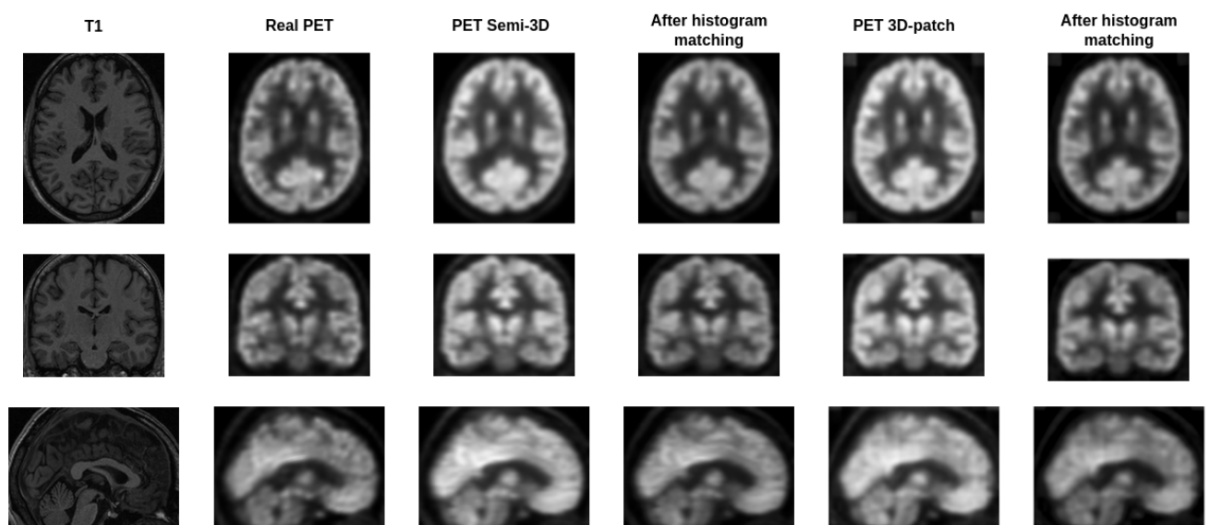 T1
Real PET
PET Semi-3D
After histogram
matching
PET 3D-patch
After histogram
matching